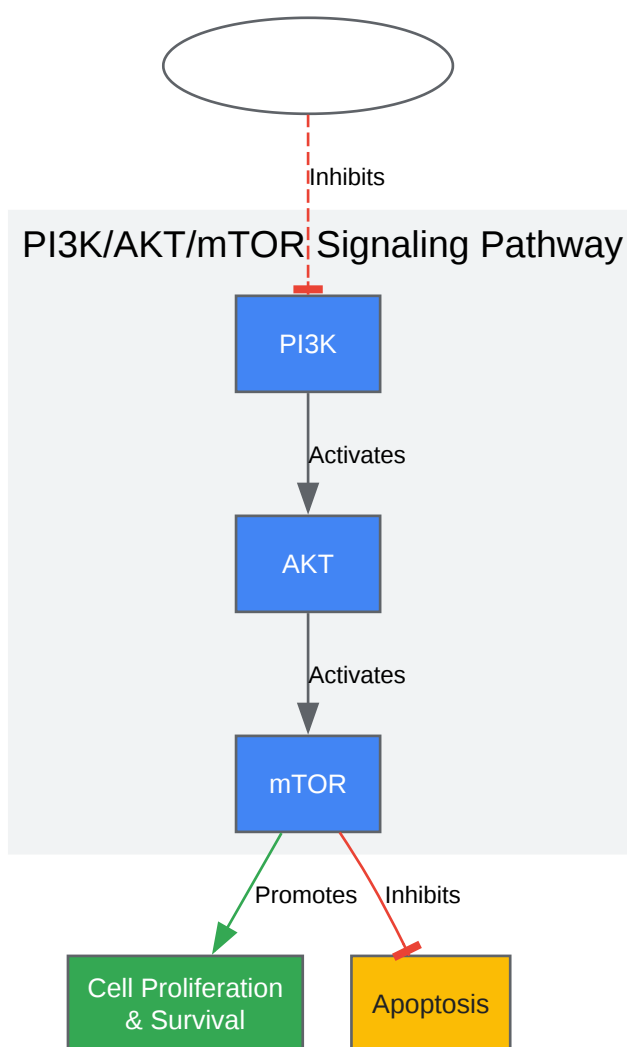 Inhibits
PI3K/AKT/mTOR Signaling Pathway
PI3K
Activates
AKT
Activates
mTOR
Promotes
Inhibits
Cell Proliferation
& Survival
Apoptosis